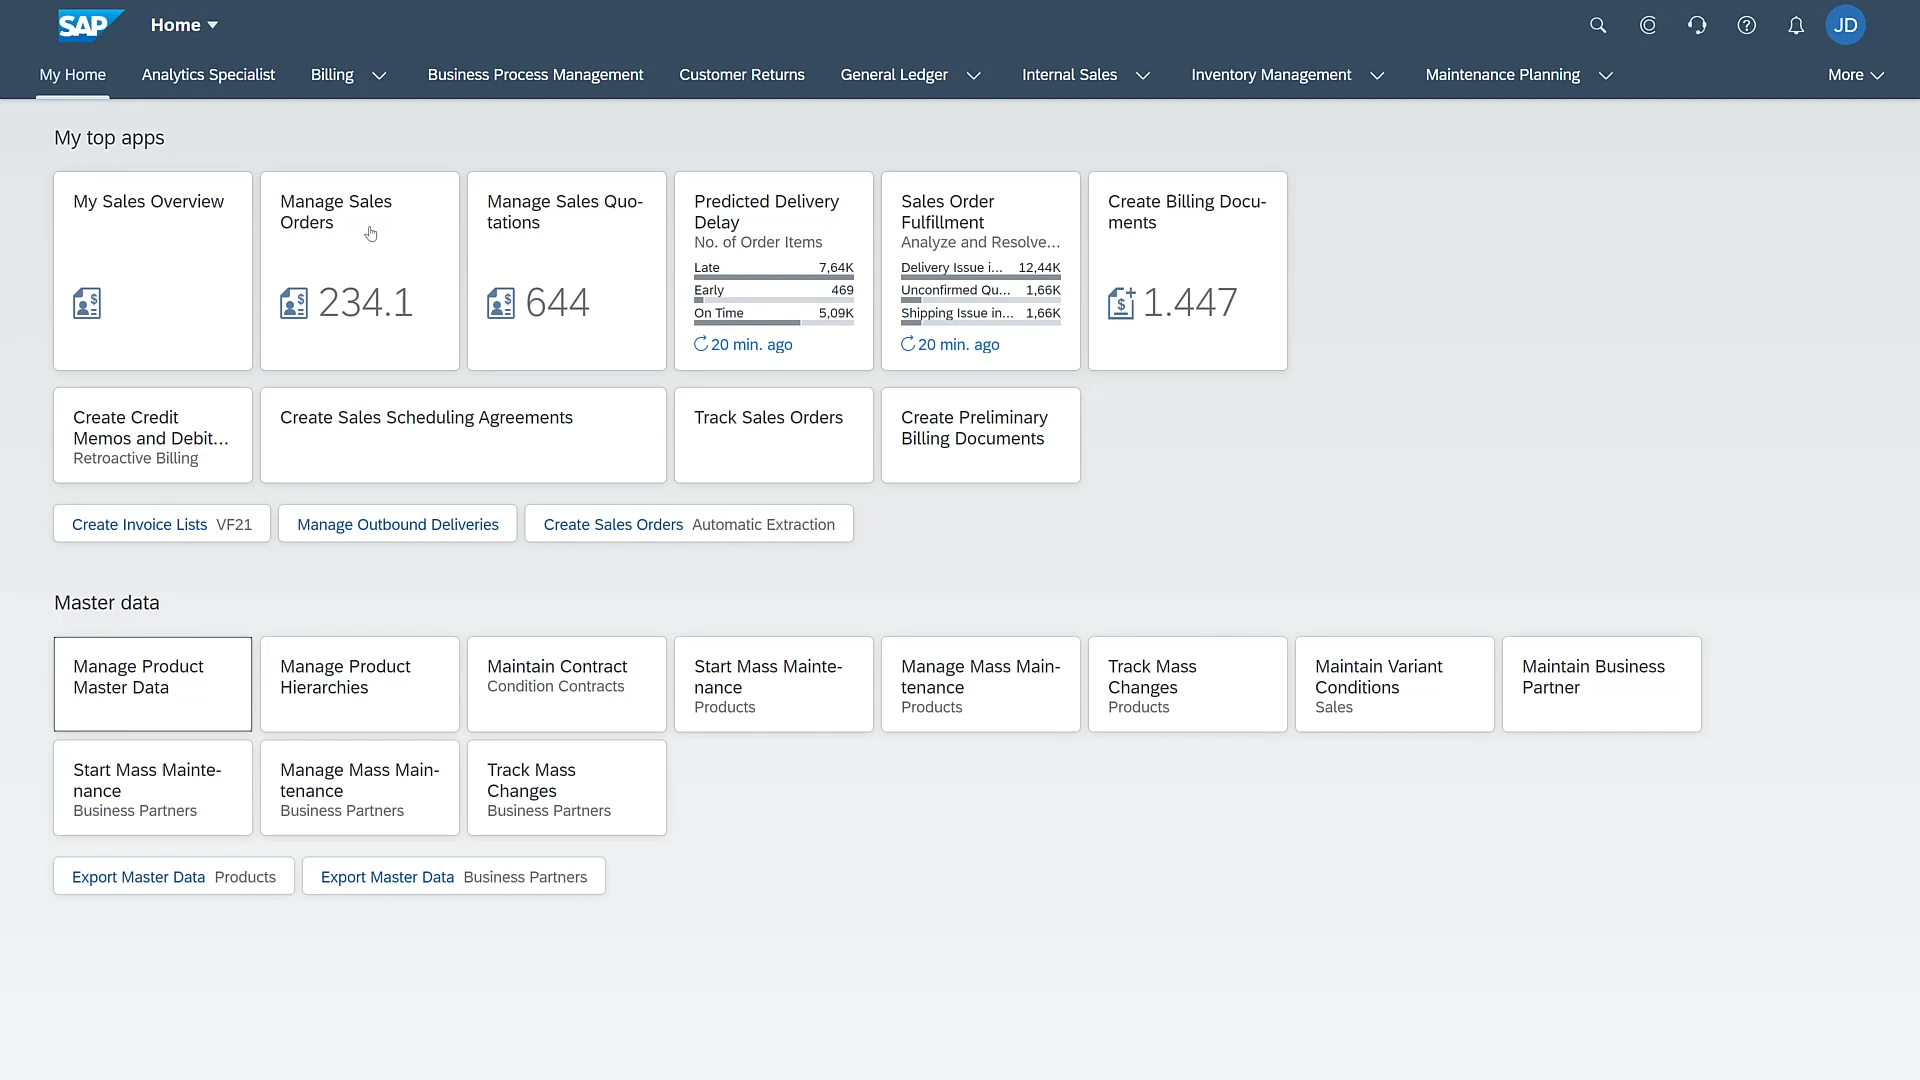 SAP Home
JD
My Home Analytics Specialist Billing Business Process Management Customer Returns General Ledger Internal Sales Inventory Management Maintenance Planning More
My top apps
My Sales Overview
Manage Sales
Orders
234.1
Manage Sales Quo-
tations
644
Predicted Delivery
Delay
No. of Order Items
Late 7,64K
Early 469
On Time 5,09K
20 min. ago
Sales Order
Fulfillment
Analyze and Resolve...
Delivery Issue i... 12,44K
Unconfirmed Qu... 1,66K
Shipping Issue in... 1,66K
20 min. ago
Create Billing Docu-
ments
1.447
Create Credit
Memos and Debit...
Retroactive Billing
Create Sales Scheduling Agreements
Track Sales Orders
Create Preliminary
Billing Documents
Create Invoice Lists VF21
Manage Outbound Deliveries
Create Sales Orders Automatic Extraction
Master data
Manage Product
Master Data
Manage Product
Hierarchies
Maintain Contract
Condition Contracts
Start Mass Mainte-
nance
Products
Manage Mass Main-
tenance
Products
Track Mass
Changes
Products
Maintain Variant
Conditions
Sales
Maintain Business
Partner
Start Mass Mainte-
nance
Business Partners
Manage Mass Main-
tenance
Business Partners
Track Mass
Changes
Business Partners
Export Master Data Products
Export Master Data Business Partners